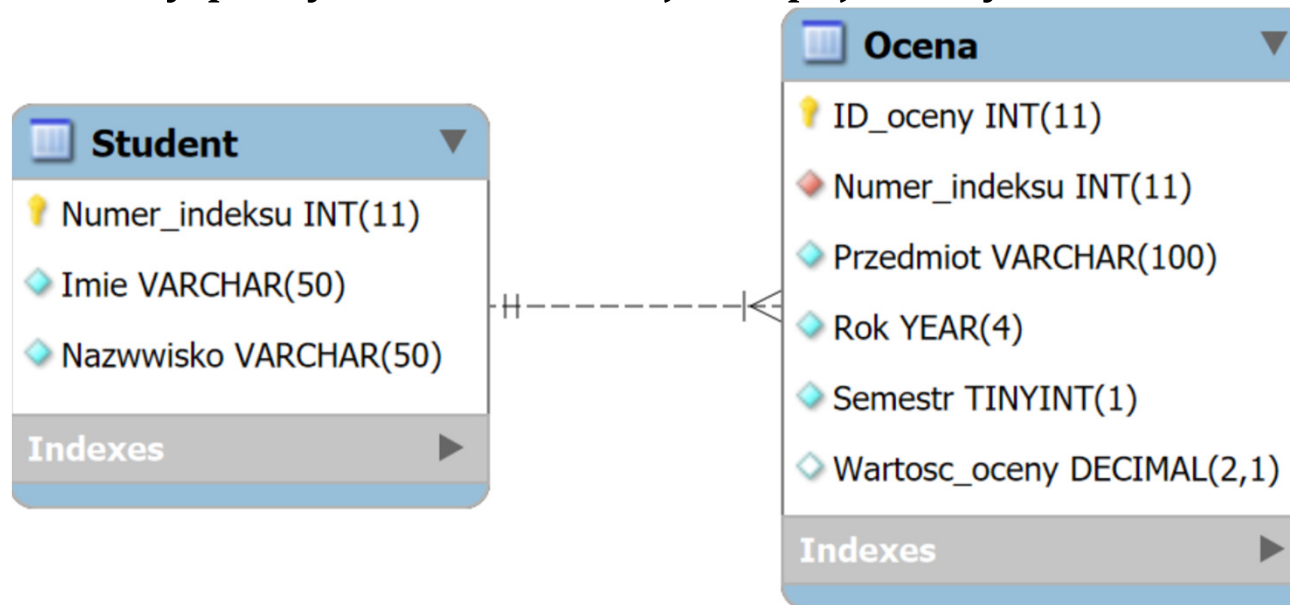 Student
Numer_indeksu INT(11)
Imie VARCHAR(50)
Nazwwisko VARCHAR(50)
Indexes
Ocena
ID_oceny INT(11)
Numer_indeksu INT(11)
Przedmiot VARCHAR(100)
Rok YEAR(4)
Semestr TINYINT(1)
Wartosc_oceny DECIMAL(2,1)
Indexes